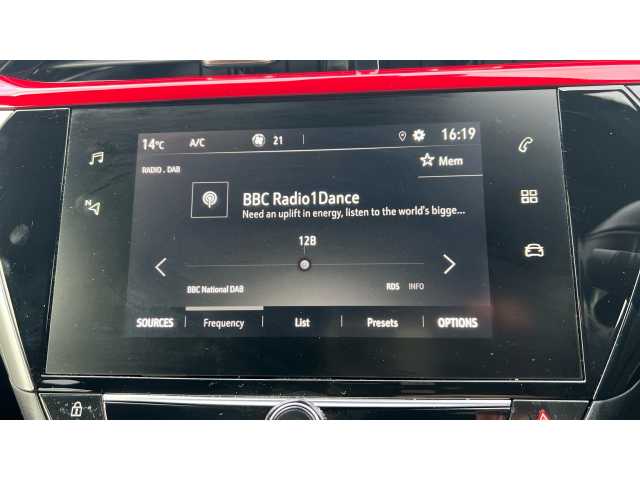 14°C A/C 21 16:19
Mem
RADIO . DAB
BBC Radio1Dance
Need an uplift in energy, listen to the world's bigge...
12B
BBC National DAB RDS INFO
SOURCES Frequency List Presets OPTIONS
N